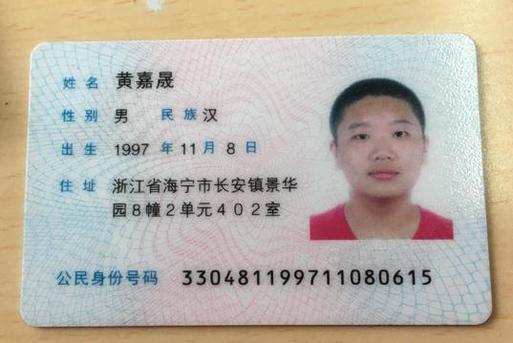 姓名 黄嘉晟
性别 男 民族 汉
出生 1997 年 11 月 8 日
住址 浙江省海宁市长安镇景华
园8幢2单元402室
公民身份号码 330481199711080615